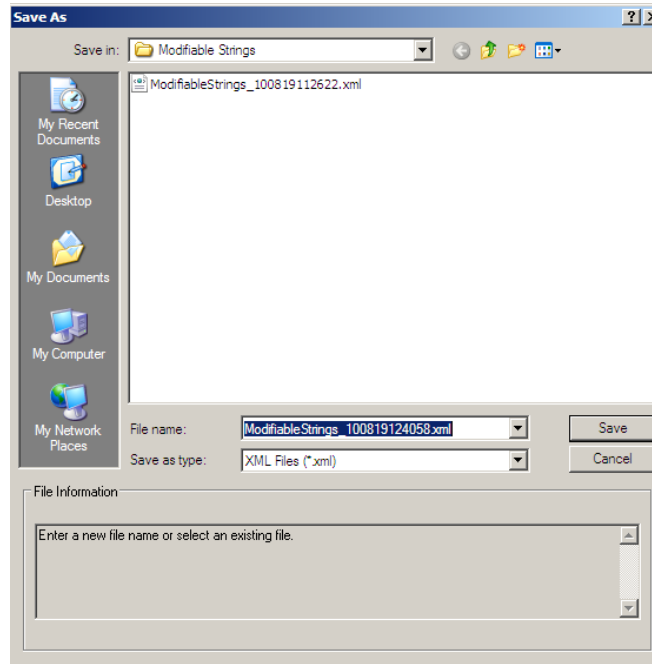 Save As
Save in:
Modifiable Strings
ModifiableStrings_100819112622.xml
My Recent
Documents
Desktop
My Documents
My Computer
My Network
Places
File name:
ModifiableStrings_100819124058.xml
Save
Save as type:
XML Files (*.xml)
Cancel
File Information
Enter a new file name or select an existing file.